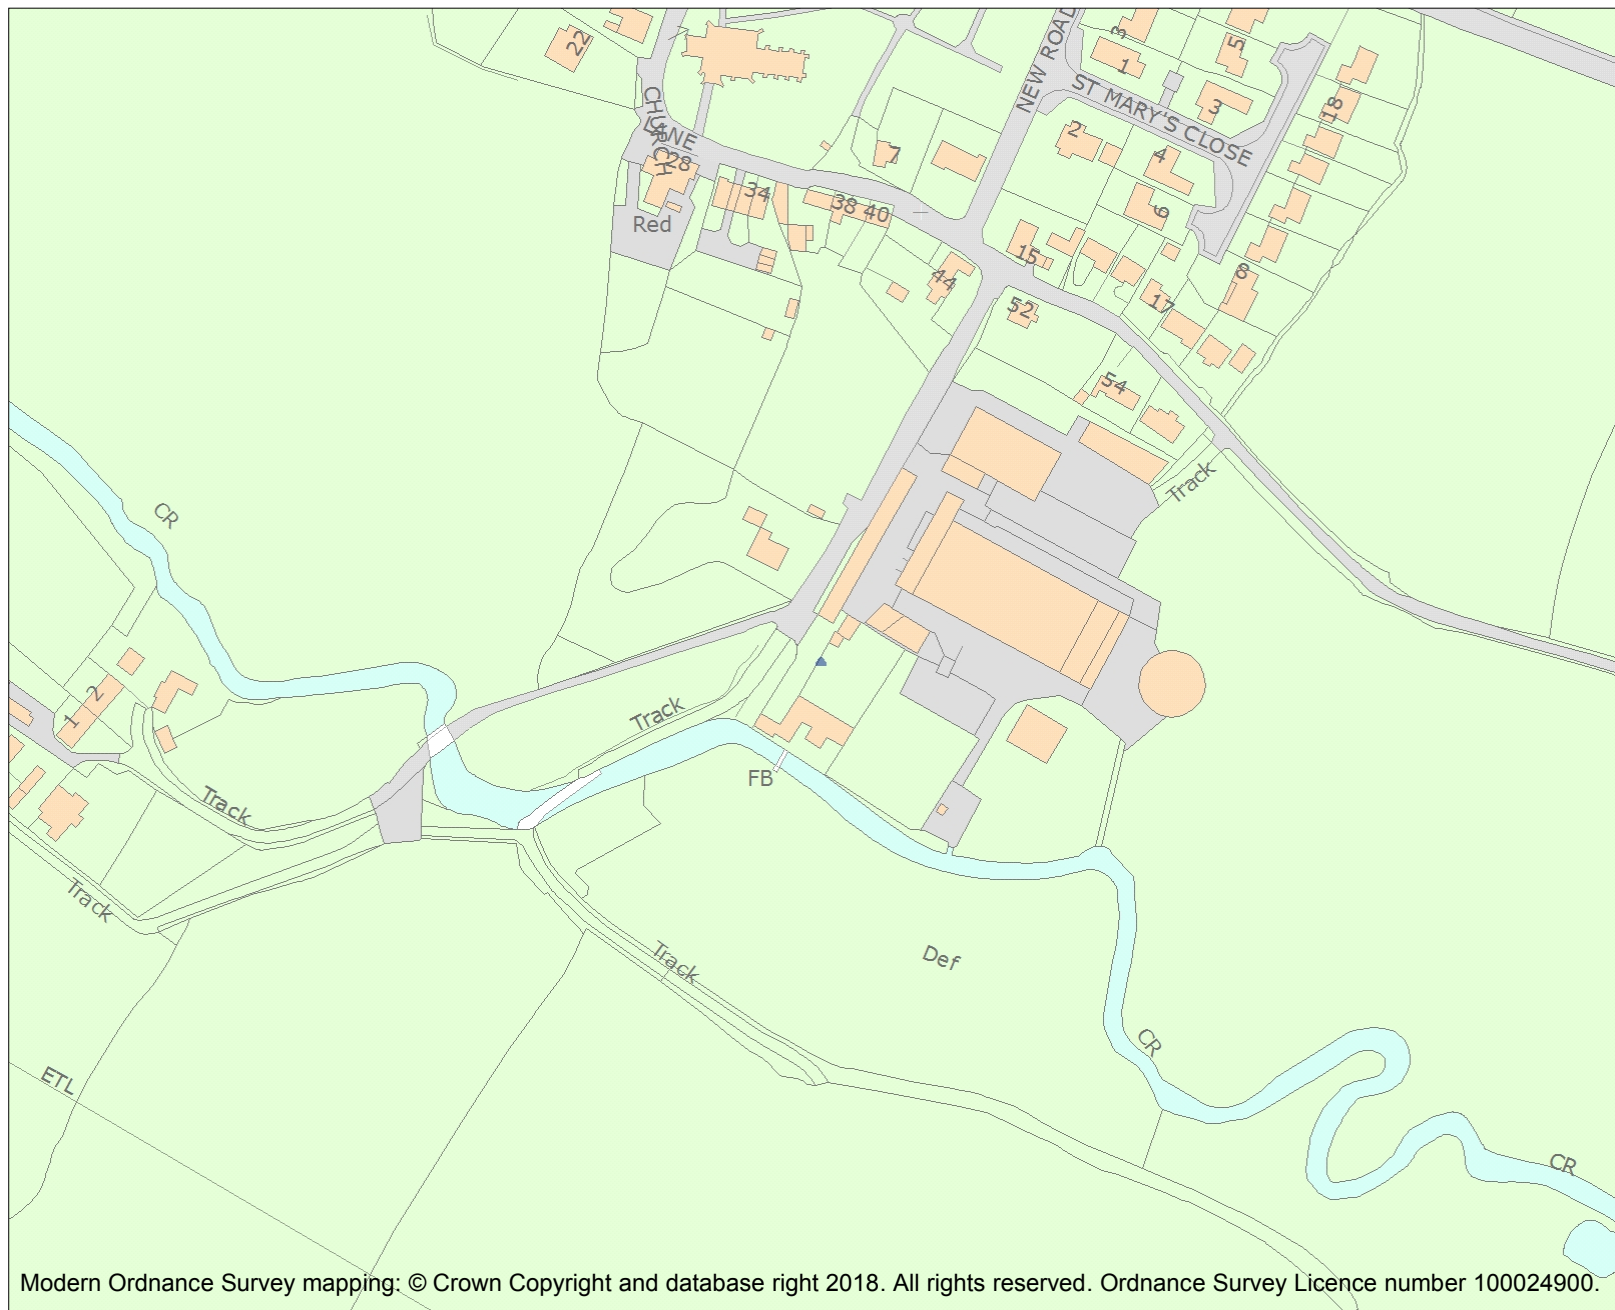 22
CHURCH
LANE
28
Red
34
38 40
44
7
NEW ROAD
3
1
5
3
ST MARY'S CLOSE
2
4
6
18
8
15
17
52
54
Track
CR
2
1
Track
Track
FB
Track
Track
Def
CR
CR
ETL
Modern Ordnance Survey mapping: © Crown Copyright and database right 2018. All rights reserved. Ordnance Survey Licence number 100024900.